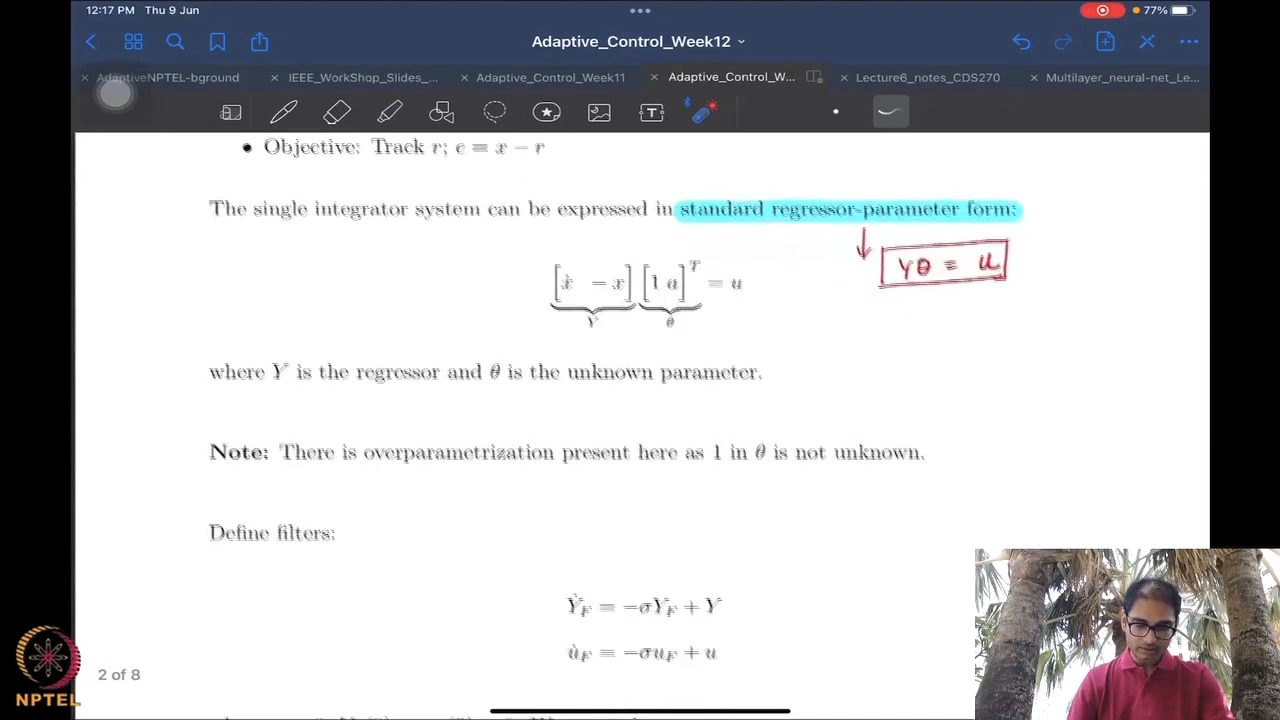 12:17 PM Thu 9 Jun
77%
Adaptive_Control_Week12
AdaptiveNPTEL-bground
IEEE_WorkShop_Slides_...
Adaptive_Control_Week11
Adaptive_Control_W...
Lecture6_notes_CDS270
Multilayer_neural-net_Le...
• Objective: Track r; e = x − r
The single integrator system can be expressed in standard regressor-parameter form:
Yθ = u
[ẋ − x] [1 a]^T = u
Y θ
where Y is the regressor and θ is the unknown parameter.
Note: There is overparametrization present here as 1 in θ is not unknown.
Define filters:
Ẏ_F = −σY_F + Y
u̇_F = −σu_F + u
2 of 8
NPTEL